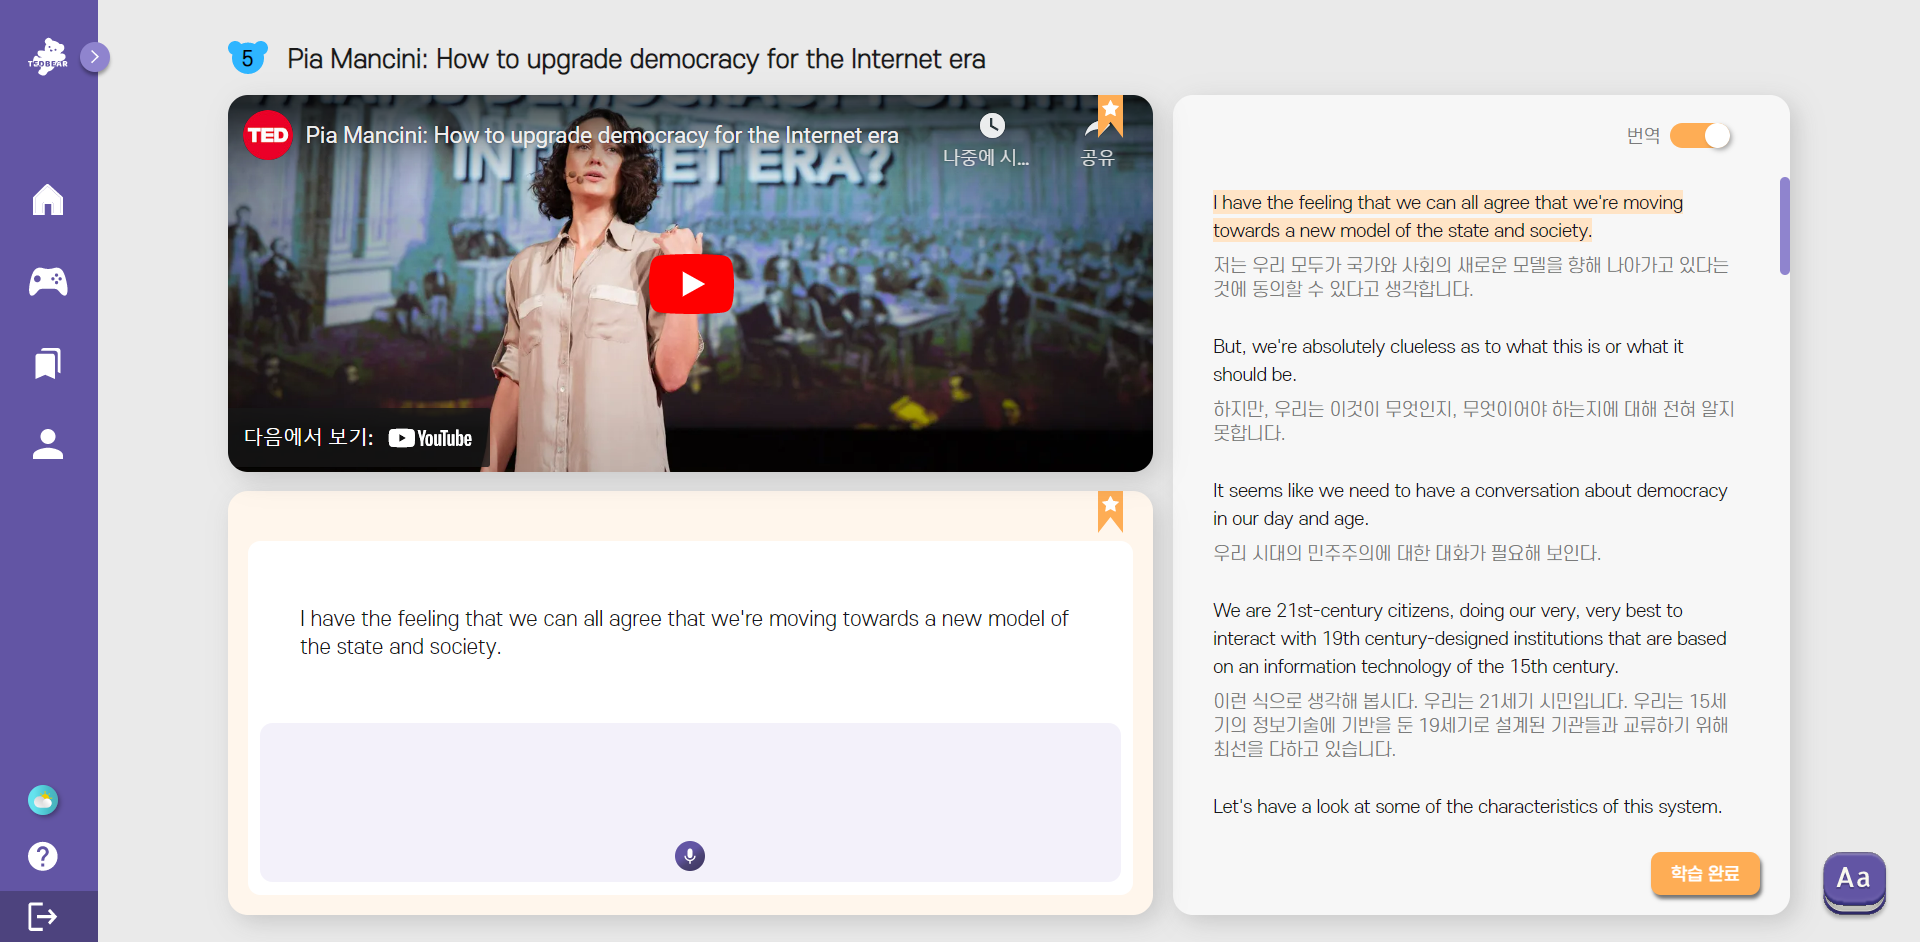 TEDBEAR
5
Pia Mancini: How to upgrade democracy for the Internet era
TED
Pia Mancini: How to upgrade democracy for the Internet era
나중에 시...
공유
INTERNET ERA?
다음에서 보기:
YouTube
I have the feeling that we can all agree that we're moving towards a new model of
the state and society.
번역
I have the feeling that we can all agree that we're moving
towards a new model of the state and society.
저는 우리 모두가 국가와 사회의 새로운 모델을 향해 나아가고 있다는
것에 동의할 수 있다고 생각합니다.
But, we're absolutely clueless as to what this is or what it
should be.
하지만, 우리는 이것이 무엇인지, 무엇이어야 하는지에 대해 전혀 알지
못합니다.
It seems like we need to have a conversation about democracy
in our day and age.
우리 시대의 민주주의에 대한 대화가 필요해 보인다.
We are 21st-century citizens, doing our very, very best to
interact with 19th century-designed institutions that are based
on an information technology of the 15th century.
이런 식으로 생각해 봅시다. 우리는 21세기 시민입니다. 우리는 15세
기의 정보기술에 기반을 둔 19세기로 설계된 기관들과 교류하기 위해
최선을 다하고 있습니다.
Let's have a look at some of the characteristics of this system.
학습 완료
Aa